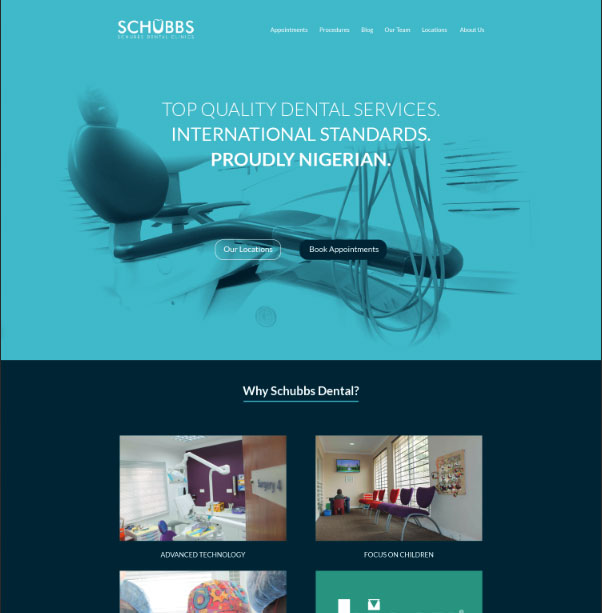 SCHUBBS
SCHUBBS DENTAL CLINICS
Appointments Procedures Blog Our Team Locations About Us
TOP QUALITY DENTAL SERVICES.
INTERNATIONAL STANDARDS.
PROUDLY NIGERIAN.
Our Locations Book Appointments
Why Schubbs Dental?
Surgery 4
ADVANCED TECHNOLOGY FOCUS ON CHILDREN